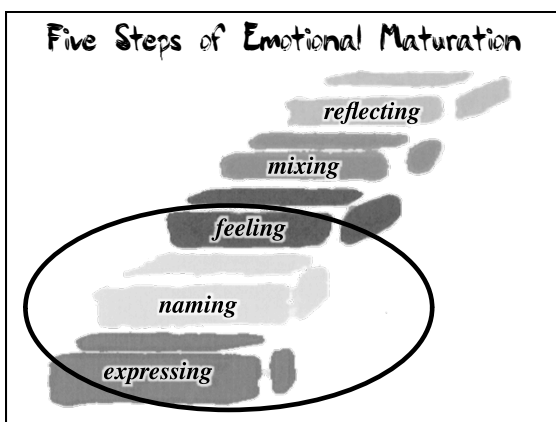 Five Steps of Emotional Maturation
reflecting
mixing
feeling
naming
expressing